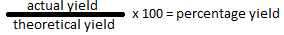 actual yield
theoretical yield x 100 = percentage yield